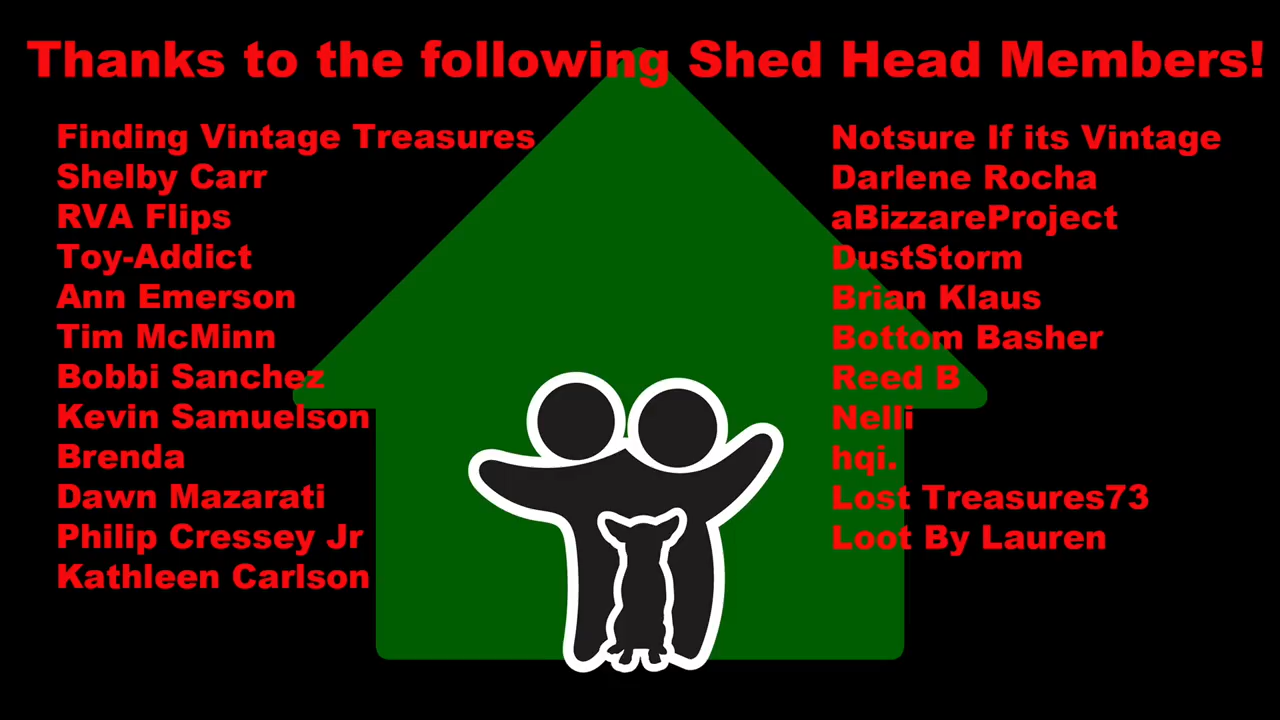 Thanks to the following Shed Head Members!
Finding Vintage Treasures
Shelby Carr
RVA Flips
Toy-Addict
Ann Emerson
Tim McMinn
Bobbi Sanchez
Kevin Samuelson
Brenda
Dawn Mazarati
Philip Cressey Jr
Kathleen Carlson
Notsure If its Vintage
Darlene Rocha
aBizzareProject
DustStorm
Brian Klaus
Bottom Basher
Reed B
Nelli
hqi.
Lost Treasures73
Loot By Lauren